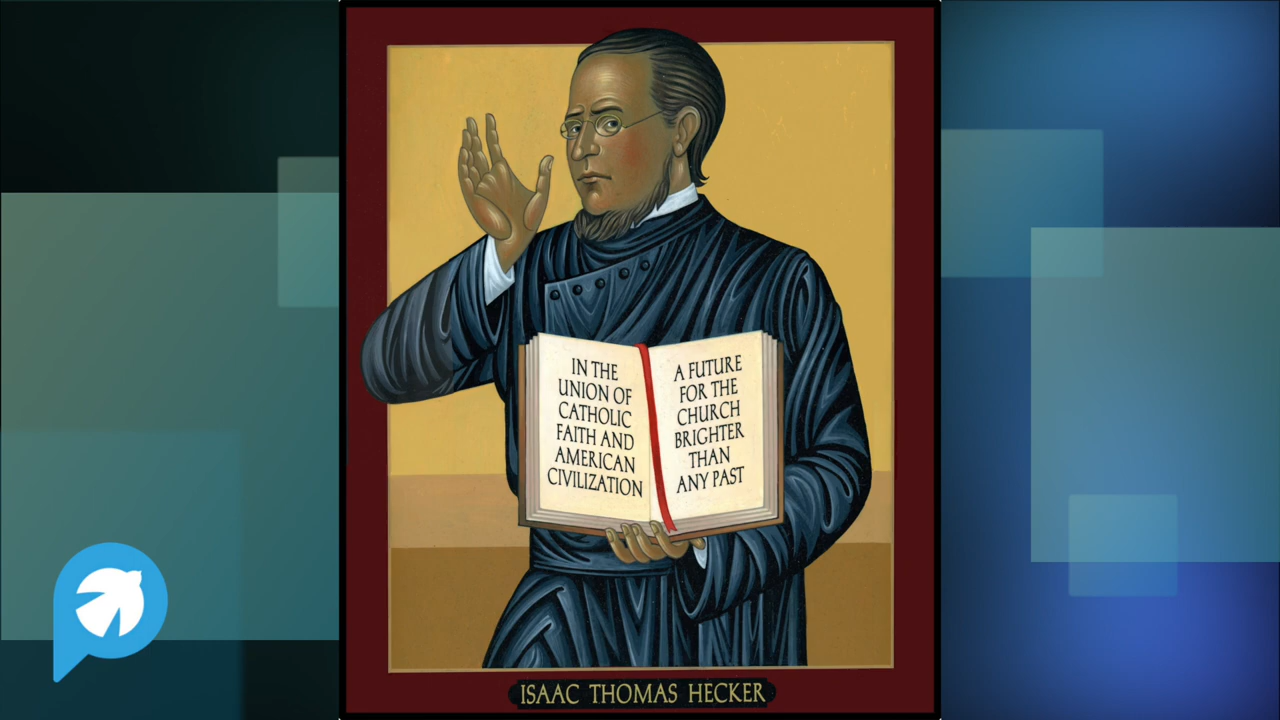 IN THE
UNION OF
CATHOLIC
FAITH AND
AMERICAN
CIVILIZATION
A FUTURE
FOR THE
CHURCH
BRIGHTER
THAN
ANY PAST
ISAAC THOMAS HECKER